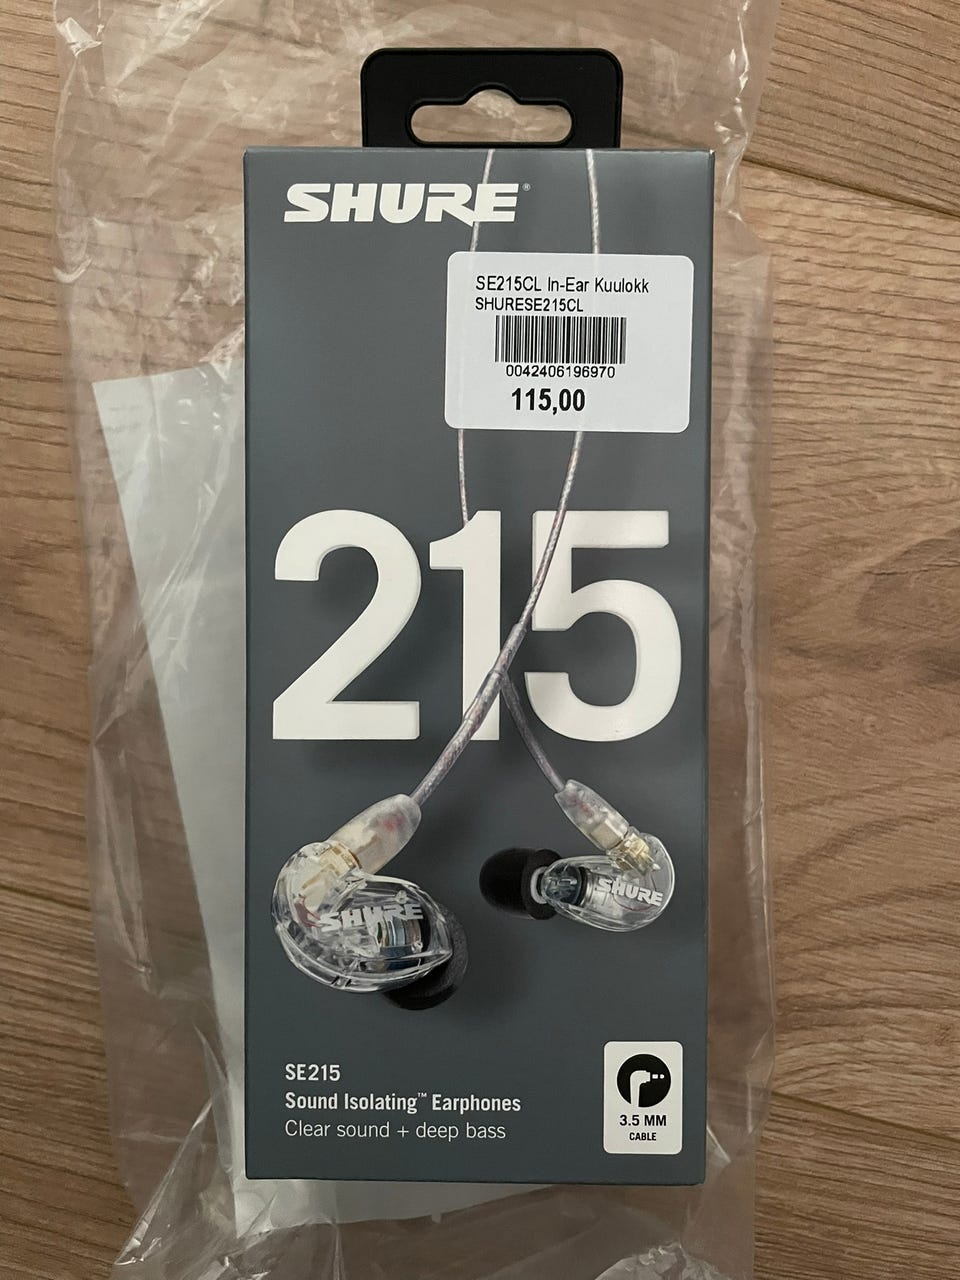 SHURE®
SE215CL In-Ear Kuulokk
SHURESE215CL
0042406196970
115,00
215
SHURE
SHURE
SE215
Sound Isolating™ Earphones
Clear sound + deep bass
3.5 MM
CABLE